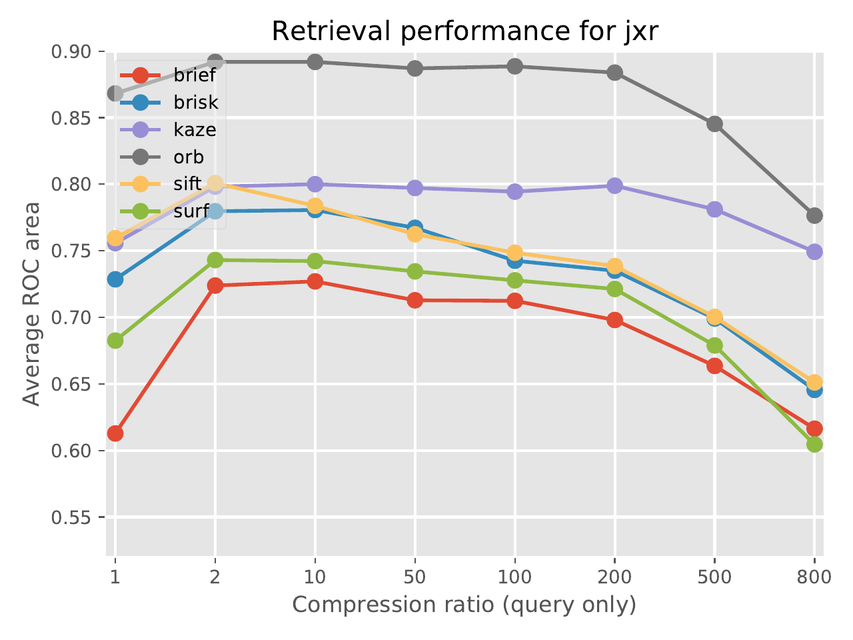 Retrieval performance for jxr
0.90
0.85
0.80
0.75
0.70
0.65
0.60
0.55
Average ROC area
brief
brisk
kaze
orb
sift
surf
1 2 10 50 100 200 500 800
Compression ratio (query only)